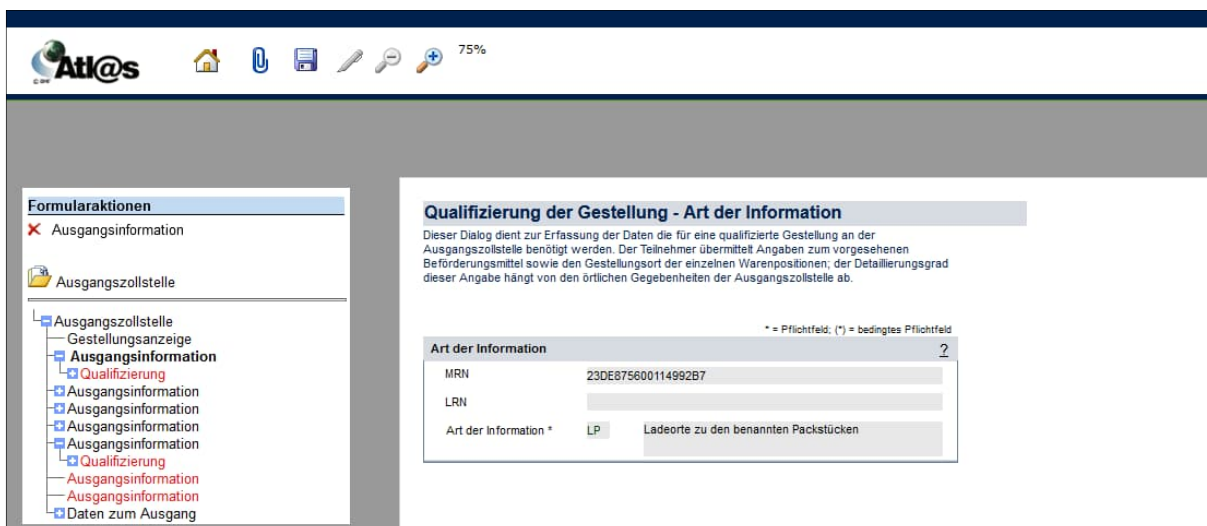 Atl@s
75%
Formularaktionen
Ausgangsinformation
Ausgangszollstelle
Ausgangszollstelle
Gestellungsanzeige
Ausgangsinformation
Qualifizierung
Ausgangsinformation
Ausgangsinformation
Ausgangsinformation
Ausgangsinformation
Qualifizierung
Ausgangsinformation
Ausgangsinformation
Daten zum Ausgang
Qualifizierung der Gestellung - Art der Information
Dieser Dialog dient zur Erfassung der Daten die für eine qualifizierte Gestellung an der
Ausgangszollstelle benötigt werden. Der Teilnehmer übermittelt Angaben zum vorgesehenen
Beförderungsmittel sowie den Gestellungsort der einzelnen Warenpositionen; der Detaillierungsgrad
dieser Angabe hängt von den örtlichen Gegebenheiten der Ausgangszollstelle ab.
* = Pflichtfeld; (*) = bedingtes Pflichtfeld
Art der Information ?
MRN 23DE875600114992B7
LRN
Art der Information * LP Ladeorte zu den benannten Packstücken